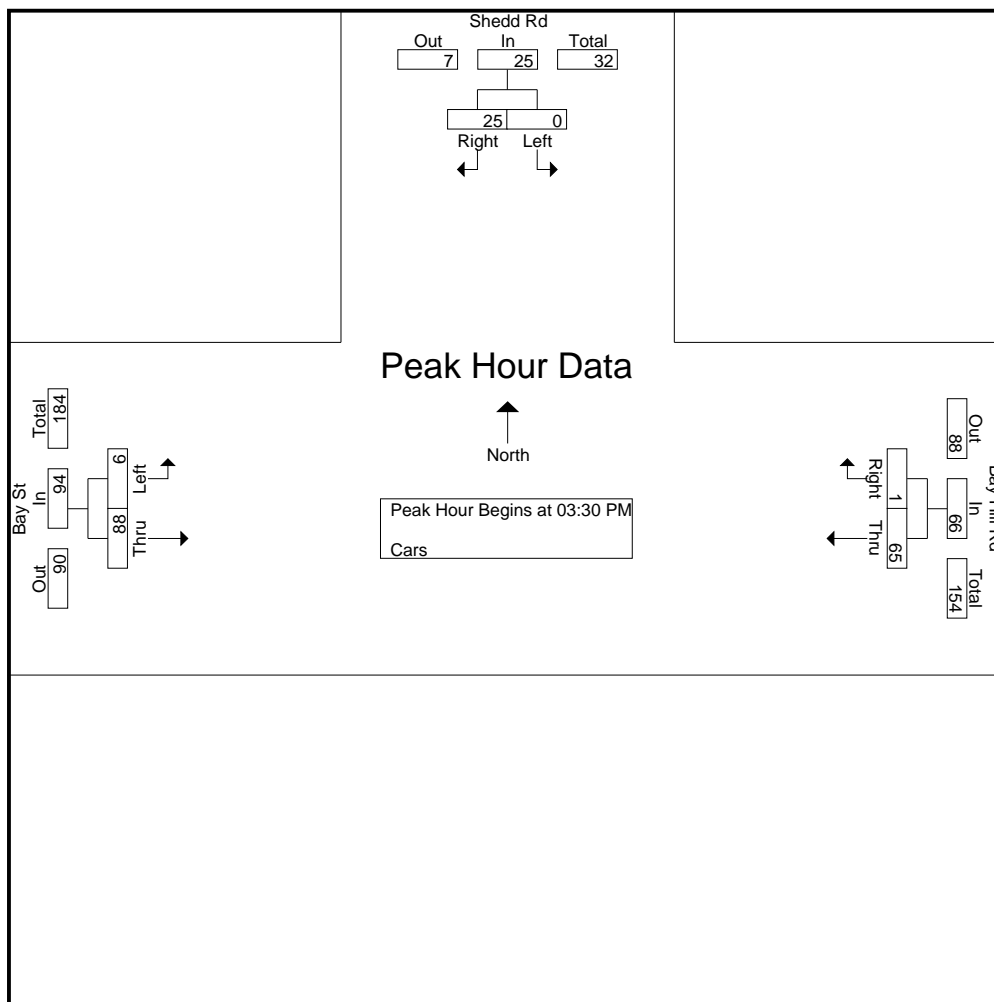 Shedd Rd
Out In Total
7 25 32
25 0
Right Left
Peak Hour Data
North
Peak Hour Begins at 03:30 PM
Cars
Bay St
Out In Total
90 94 184
6 88
Left Thru
Out In Total
88 66 154
1 65
Right Thru